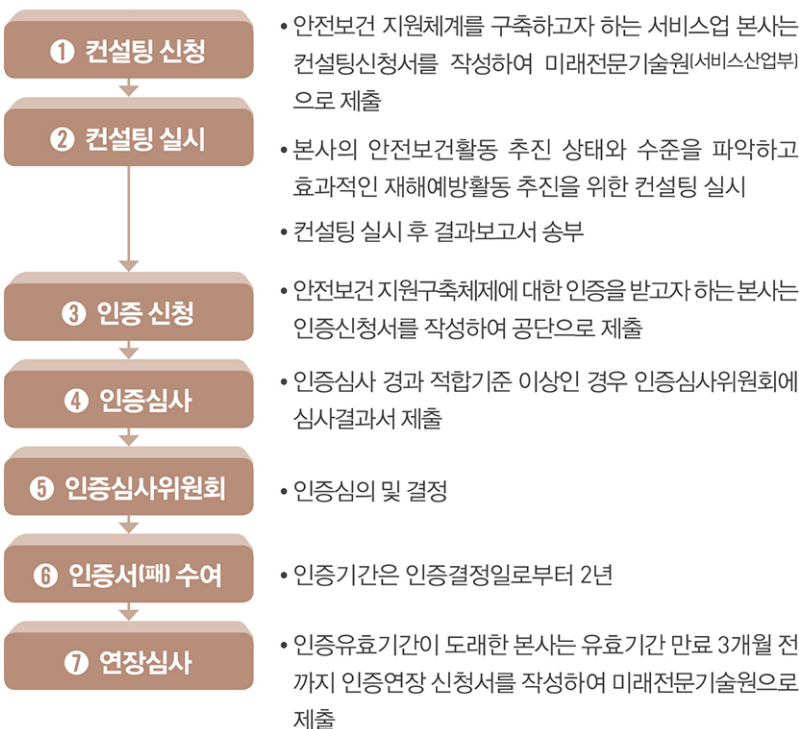 ❶ 컨설팅 신청
• 안전보건 지원체계를 구축하고자 하는 서비스업 본사는
컨설팅신청서를 작성하여 미래전문기술원(서비스산업부)
으로 제출
❷ 컨설팅 실시
• 본사의 안전보건활동 추진 상태와 수준을 파악하고
효과적인 재해예방활동 추진을 위한 컨설팅 실시
• 컨설팅 실시 후 결과보고서 송부
❸ 인증 신청
• 안전보건 지원구축체제에 대한 인증을 받고자 하는 본사는
인증신청서를 작성하여 공단으로 제출
❹ 인증심사
• 인증심사 경과 적합기준 이상인 경우 인증심사위원회에
심사결과서 제출
❺ 인증심사위원회
• 인증심의 및 결정
❻ 인증서(패) 수여
• 인증기간은 인증결정일로부터 2년
❼ 연장심사
• 인증유효기간이 도래한 본사는 유효기간 만료 3개월 전
까지 인증연장 신청서를 작성하여 미래전문기술원으로
제출